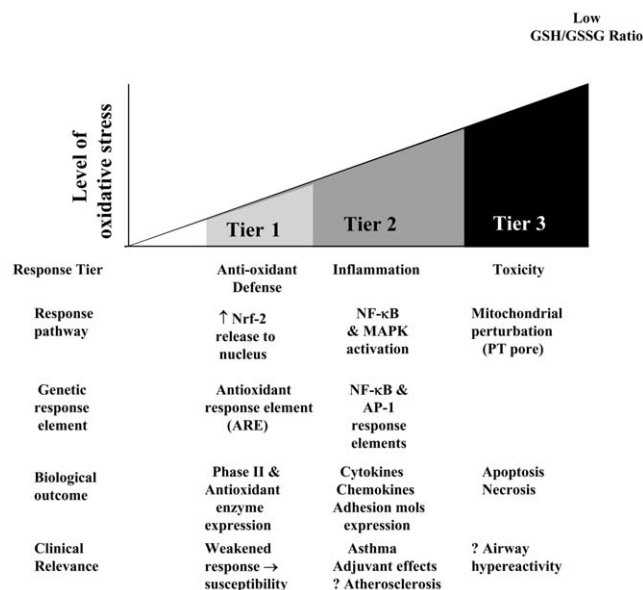 Low
GSH/GSSG Ratio
Level of
oxidative stress
Tier 1
Tier 2
Tier 3
Response Tier
Anti-oxidant
Defense
Inflammation
Toxicity
Response
pathway
↑ Nrf-2
release to
nucleus
NF-κB
& MAPK
activation
Mitochondrial
perturbation
(PT pore)
Genetic
response
element
Antioxidant
response element
(ARE)
NF-κB &
AP-1
response
elements
Biological
outcome
Phase II &
Antioxidant
enzyme
expression
Cytokines
Chemokines
Adhesion mols
expression
Apoptosis
Necrosis
Clinical
Relevance
Weakened
response →
susceptibility
Asthma
Adjuvant effects
? Atherosclerosis
? Airway
hypereactivity